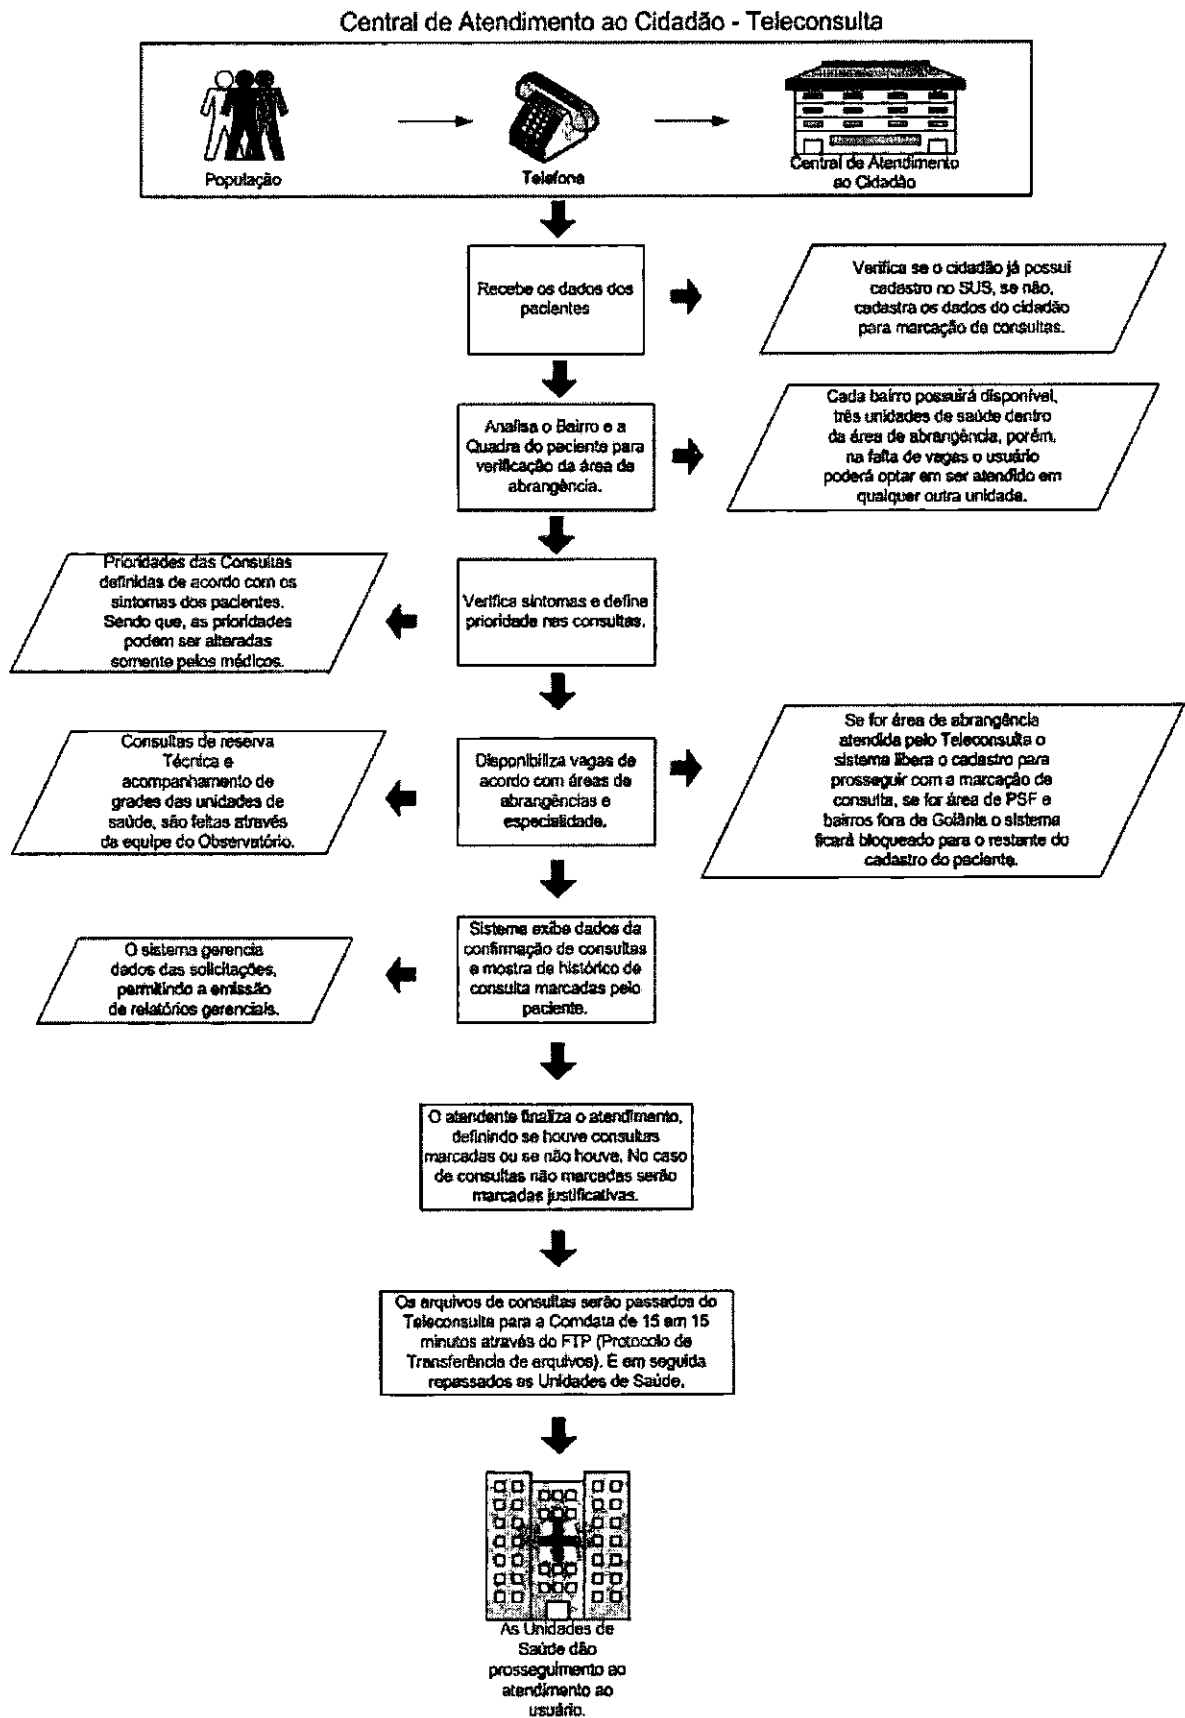 Central de Atendimento ao Cidadão - Teleconsulta
População
Telefone
Central de Atendimento
ao Cidadão
Recebe os dados dos
pacientes
Verifica se o cidadão já possui
cadastro no SUS, se não,
cadastra os dados do cidadão
para marcação de consultas.
Analisa o Bairro e a
Quadra do paciente para
verificação da área de
abrangência.
Cada bairro possuirá disponível,
três unidades de saúde dentro
da área de abrangência, porém,
na falta de vagas o usuário
poderá optar em ser atendido em
qualquer outra unidade.
Prioridades das Consultas
definidas de acordo com os
sintomas dos pacientes.
Sendo que, as prioridades
podem ser alteradas
somente pelos médicos.
Verifica sintomas e define
prioridade nas consultas.
Consultas de reserva
Técnica e
acompanhamento de
grades das unidades de
saúde, são feitas através
da equipe do Observatório.
Disponibiliza vagas de
acordo com áreas de
abrangências e
especialidade.
Se for área de abrangência
atendida pelo Teleconsulta o
sistema libera o cadastro para
prosseguir com a marcação de
consulta, se for área de PSF e
bairros fora de Goiânia o sistema
ficará bloqueado para o restante do
cadastro do paciente.
O sistema gerencia
dados das solicitações,
permitindo a emissão
de relatórios gerenciais.
Sistema exibe dados da
confirmação de consultas
e mostra de histórico de
consulta marcadas pelo
paciente.
O atendente finaliza o atendimento,
definindo se houve consultas
marcadas ou se não houve. No caso
de consultas não marcadas serão
marcadas justificativas.
Os arquivos de consultas serão passados do
Teleconsulta para a Comdata de 15 em 15
minutos através do FTP (Protocolo de
Transferência de arquivos). E em seguida
repassados as Unidades de Saúde.
As Unidades de
Saúde dão
prosseguimento ao
atendimento ao
usuário.